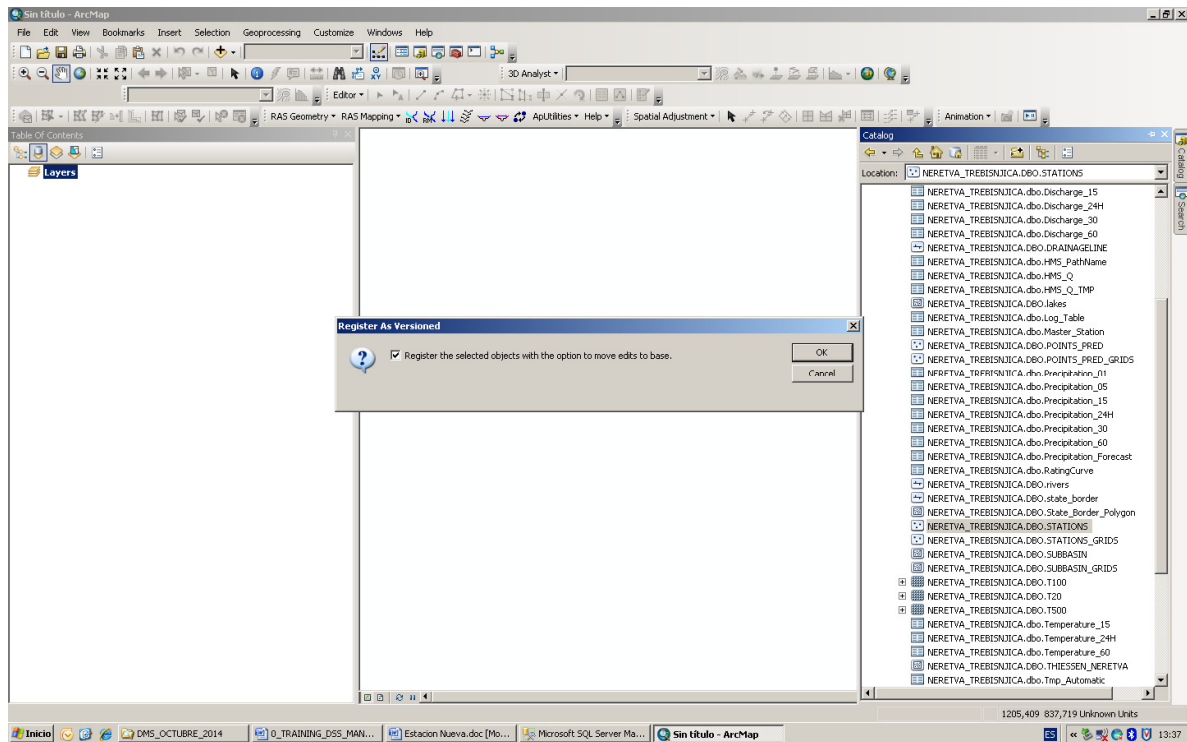 Sin título - ArcMap
File Edit View Bookmarks Insert Selection Geoprocessing Customize Windows Help
3D Analyst
Editor
RAS Geometry RAS Mapping ApUtilities Help Spatial Adjustment Animation
Table Of Contents
Layers
Catalog
Location: NERETVA_TREBISNJICA.DBO.STATIONS
NERETVA_TREBISNJICA.dbo.Discharge_15
NERETVA_TREBISNJICA.dbo.Discharge_24H
NERETVA_TREBISNJICA.dbo.Discharge_30
NERETVA_TREBISNJICA.dbo.Discharge_60
NERETVA_TREBISNJICA.DBO.DRAINAGELINE
NERETVA_TREBISNJICA.dbo.HMS_PathName
NERETVA_TREBISNJICA.dbo.HMS_Q
NERETVA_TREBISNJICA.dbo.HMS_Q_TMP
NERETVA_TREBISNJICA.DBO.lakes
NERETVA_TREBISNJICA.dbo.Log_Table
NERETVA_TREBISNJICA.dbo.Master_Station
NERETVA_TREBISNJICA.DBO.POINTS_PRED
NERETVA_TREBISNJICA.DBO.POINTS_PRED_GRIDS
NERETVA_TREBISNJICA.dbo.Precipitation_01
NERETVA_TREBISNJICA.dbo.Precipitation_05
NERETVA_TREBISNJICA.dbo.Precipitation_15
NERETVA_TREBISNJICA.dbo.Precipitation_24H
NERETVA_TREBISNJICA.dbo.Precipitation_30
NERETVA_TREBISNJICA.dbo.Precipitation_60
NERETVA_TREBISNJICA.dbo.Precipitation_Forecast
NERETVA_TREBISNJICA.dbo.RatingCurve
NERETVA_TREBISNJICA.DBO.rivers
NERETVA_TREBISNJICA.DBO.state_border
NERETVA_TREBISNJICA.DBO.State_Border_Polygon
NERETVA_TREBISNJICA.DBO.STATIONS
NERETVA_TREBISNJICA.DBO.STATIONS_GRIDS
NERETVA_TREBISNJICA.DBO.SUBBASIN
NERETVA_TREBISNJICA.DBO.SUBBASIN_GRIDS
NERETVA_TREBISNJICA.DBO.T100
NERETVA_TREBISNJICA.DBO.T20
NERETVA_TREBISNJICA.DBO.T500
NERETVA_TREBISNJICA.dbo.Temperature_15
NERETVA_TREBISNJICA.dbo.Temperature_24H
NERETVA_TREBISNJICA.dbo.Temperature_60
NERETVA_TREBISNJICA.DBO.THIESSEN_NERETVA
NERETVA_TREBISNJICA.dbo.Tmp_Automatic
Catalog
Search
Register As Versioned
Register the selected objects with the option to move edits to base.
OK
Cancel
1205,409 837,719 Unknown Units
Inicio DMS_OCTUBRE_2014 0_TRAINING_DSS_MAN... Estacion Nueva.doc [Mo... Microsoft SQL Server Ma... Sin título - ArcMap ES 13:37